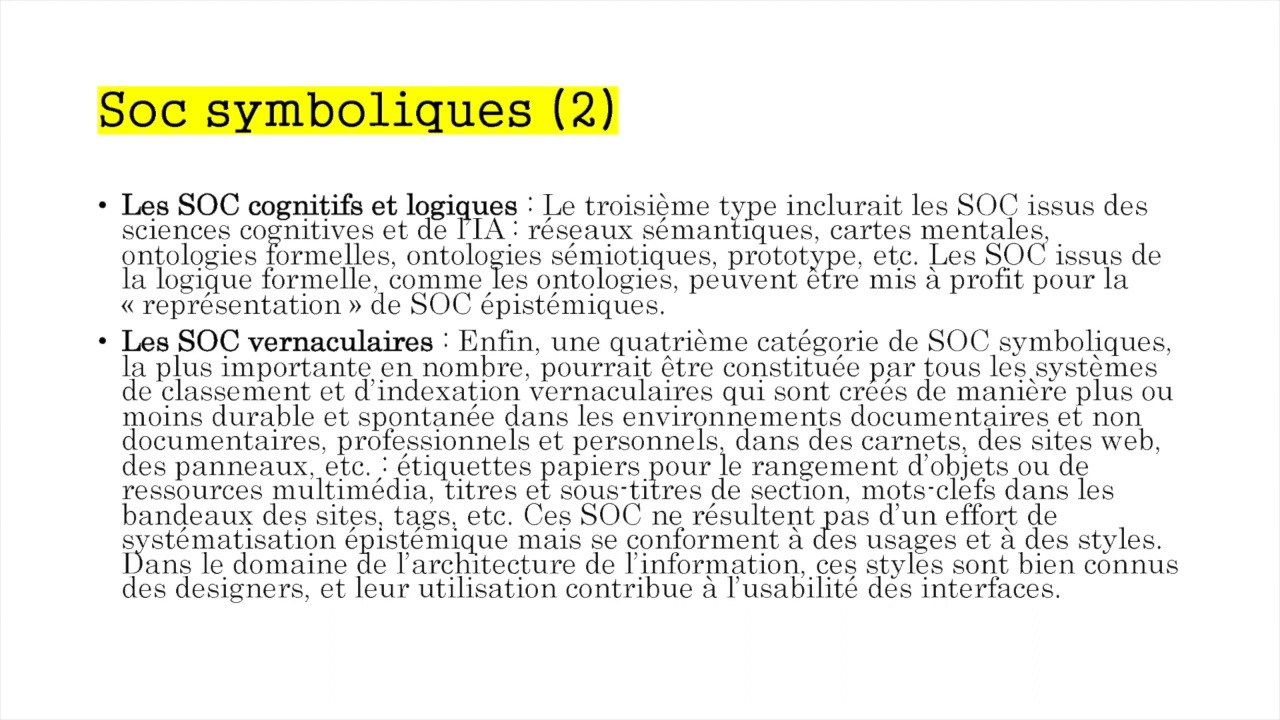 Soc symboliques (2)
• Les SOC cognitifs et logiques : Le troisième type inclurait les SOC issus des
sciences cognitives et de l'IA : réseaux sémantiques, cartes mentales,
ontologies formelles, ontologies sémiotiques, prototype, etc. Les SOC issus de
la logique formelle, comme les ontologies, peuvent être mis à profit pour la
« représentation » de SOC épistémiques.
• Les SOC vernaculaires : Enfin, une quatrième catégorie de SOC symboliques,
la plus importante en nombre, pourrait être constituée par tous les systèmes
de classement et d'indexation vernaculaires qui sont créés de manière plus ou
moins durable et spontanée dans les environnements documentaires et non
documentaires, professionnels et personnels, dans des carnets, des sites web,
des panneaux, etc. : étiquettes papiers pour le rangement d'objets ou de
ressources multimédia, titres et sous-titres de section, mots-clefs dans les
bandeaux des sites, tags, etc. Ces SOC ne résultent pas d'un effort de
systématisation épistémique mais se conforment à des usages et à des styles.
Dans le domaine de l'architecture de l'information, ces styles sont bien connus
des designers, et leur utilisation contribue à l'usabilité des interfaces.